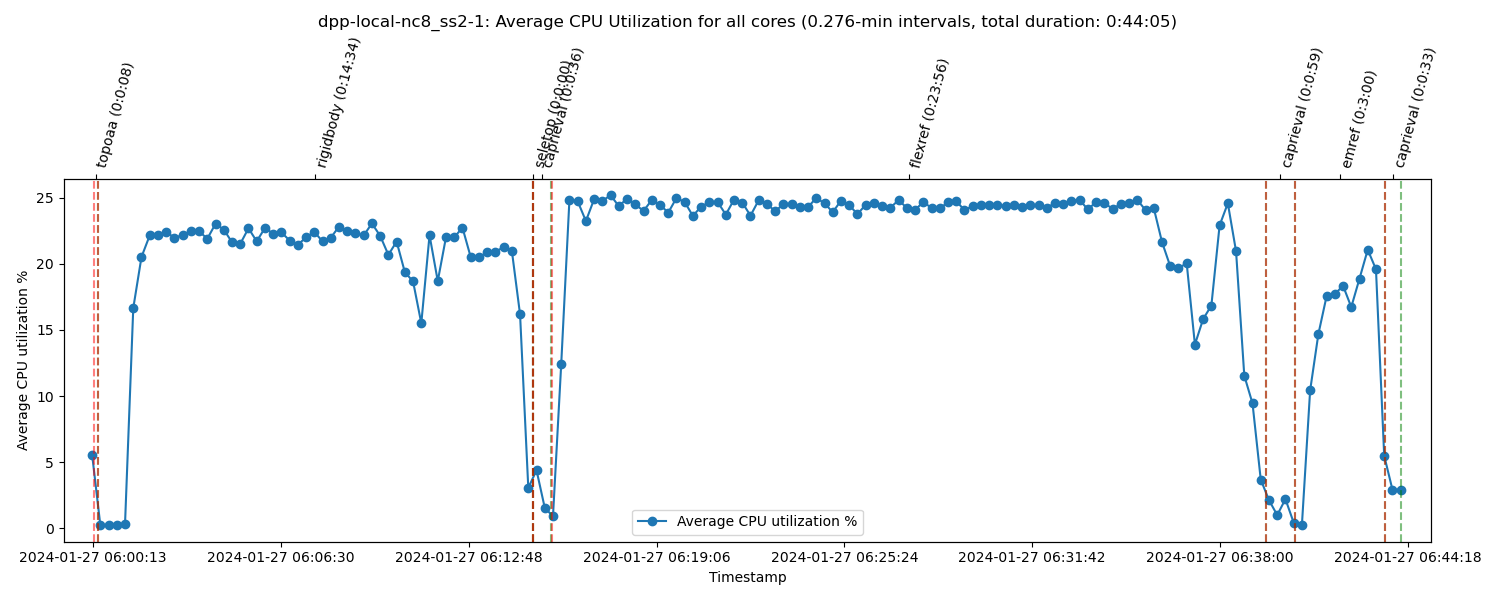 dpp-local-nc8_ss2-1: Average CPU Utilization for all cores (0.276-min intervals, total duration: 0:44:05)
topoaa (0:0:08)
rigidbody (0:14:34)
seletop (0:0:00)
caprieval (0:0:36)
flexref (0:23:56)
caprieval (0:0:59)
emref (0:3:00)
caprieval (0:0:33)
Average CPU utilization %
25
20
15
10
5
0
Average CPU utilization %
2024-01-27 06:00:13
2024-01-27 06:06:30
2024-01-27 06:12:48
2024-01-27 06:19:06
2024-01-27 06:25:24
2024-01-27 06:31:42
2024-01-27 06:38:00
2024-01-27 06:44:18
Timestamp